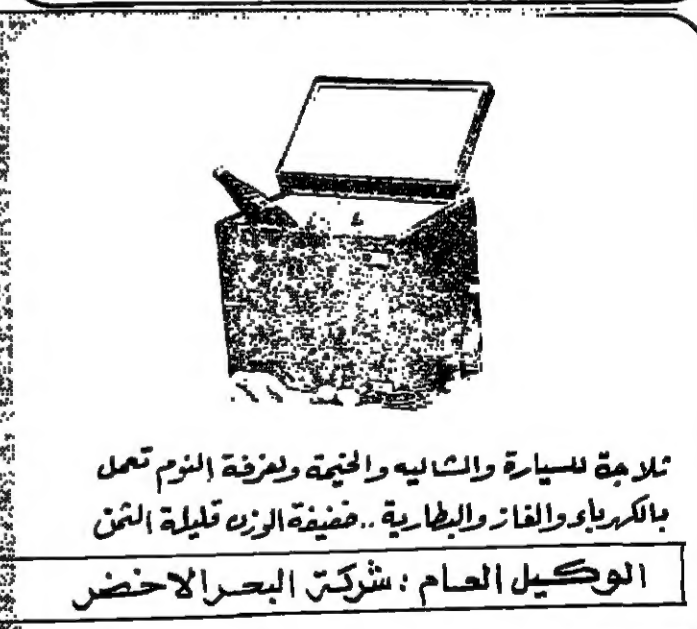 ثلاجة للسيارة والشاليه والخيمة ولغرفة النوم تعمل
بالكهرباء والغاز والبطارية .. خفيفة الوزن قليلة الثمن
الوكيل العام : شركة البحر الاخضر